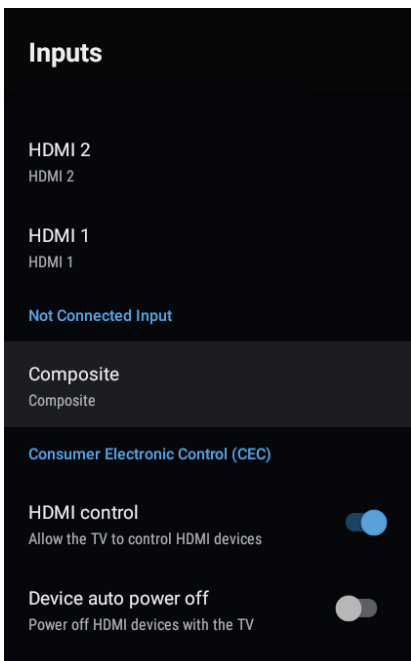 Inputs
HDMI 2
HDMI 2
HDMI 1
HDMI 1
Not Connected Input
Composite
Composite
Consumer Electronic Control (CEC)
HDMI control
Allow the TV to control HDMI devices
Device auto power off
Power off HDMI devices with the TV